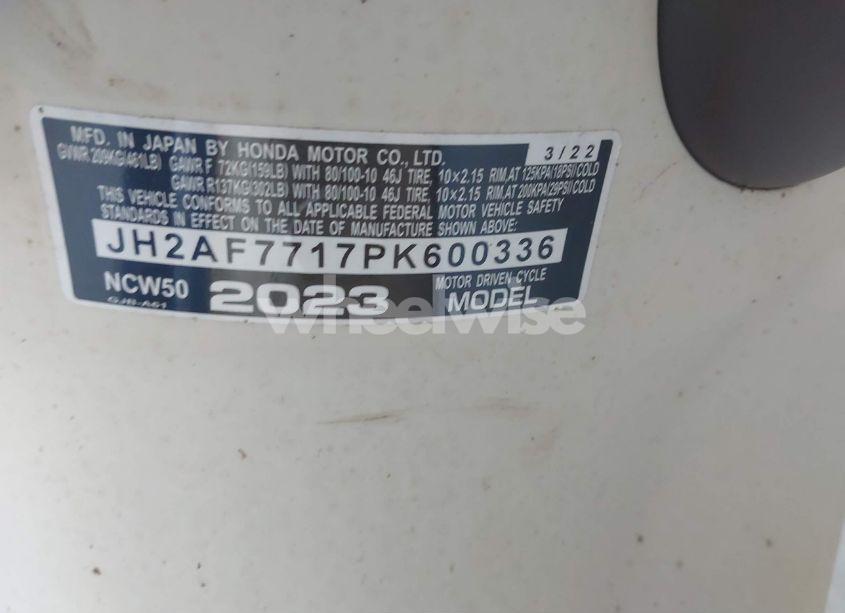 MFD. IN JAPAN BY HONDA MOTOR CO., LTD. 3/22
GVWR 209KG(461LB) GAWR F 72KG(159LB) WITH 80/100-10 46J TIRE, 10×2.15 RIM, AT 125KPA(18PSI)COLD
GAWR R137KG(302LB) WITH 80/100-10 46J TIRE, 10×2.15 RIM, AT 200KPA(29PSI)COLD
THIS VEHICLE CONFORMS TO ALL APPLICABLE FEDERAL MOTOR VEHICLE SAFETY
STANDARDS IN EFFECT ON THE DATE OF MANUFACTURE SHOWN ABOVE:
JH2AF7717PK600336
NCW50 2023 MOTOR DRIVEN CYCLE
GJB-A61 MODEL
wheelwise